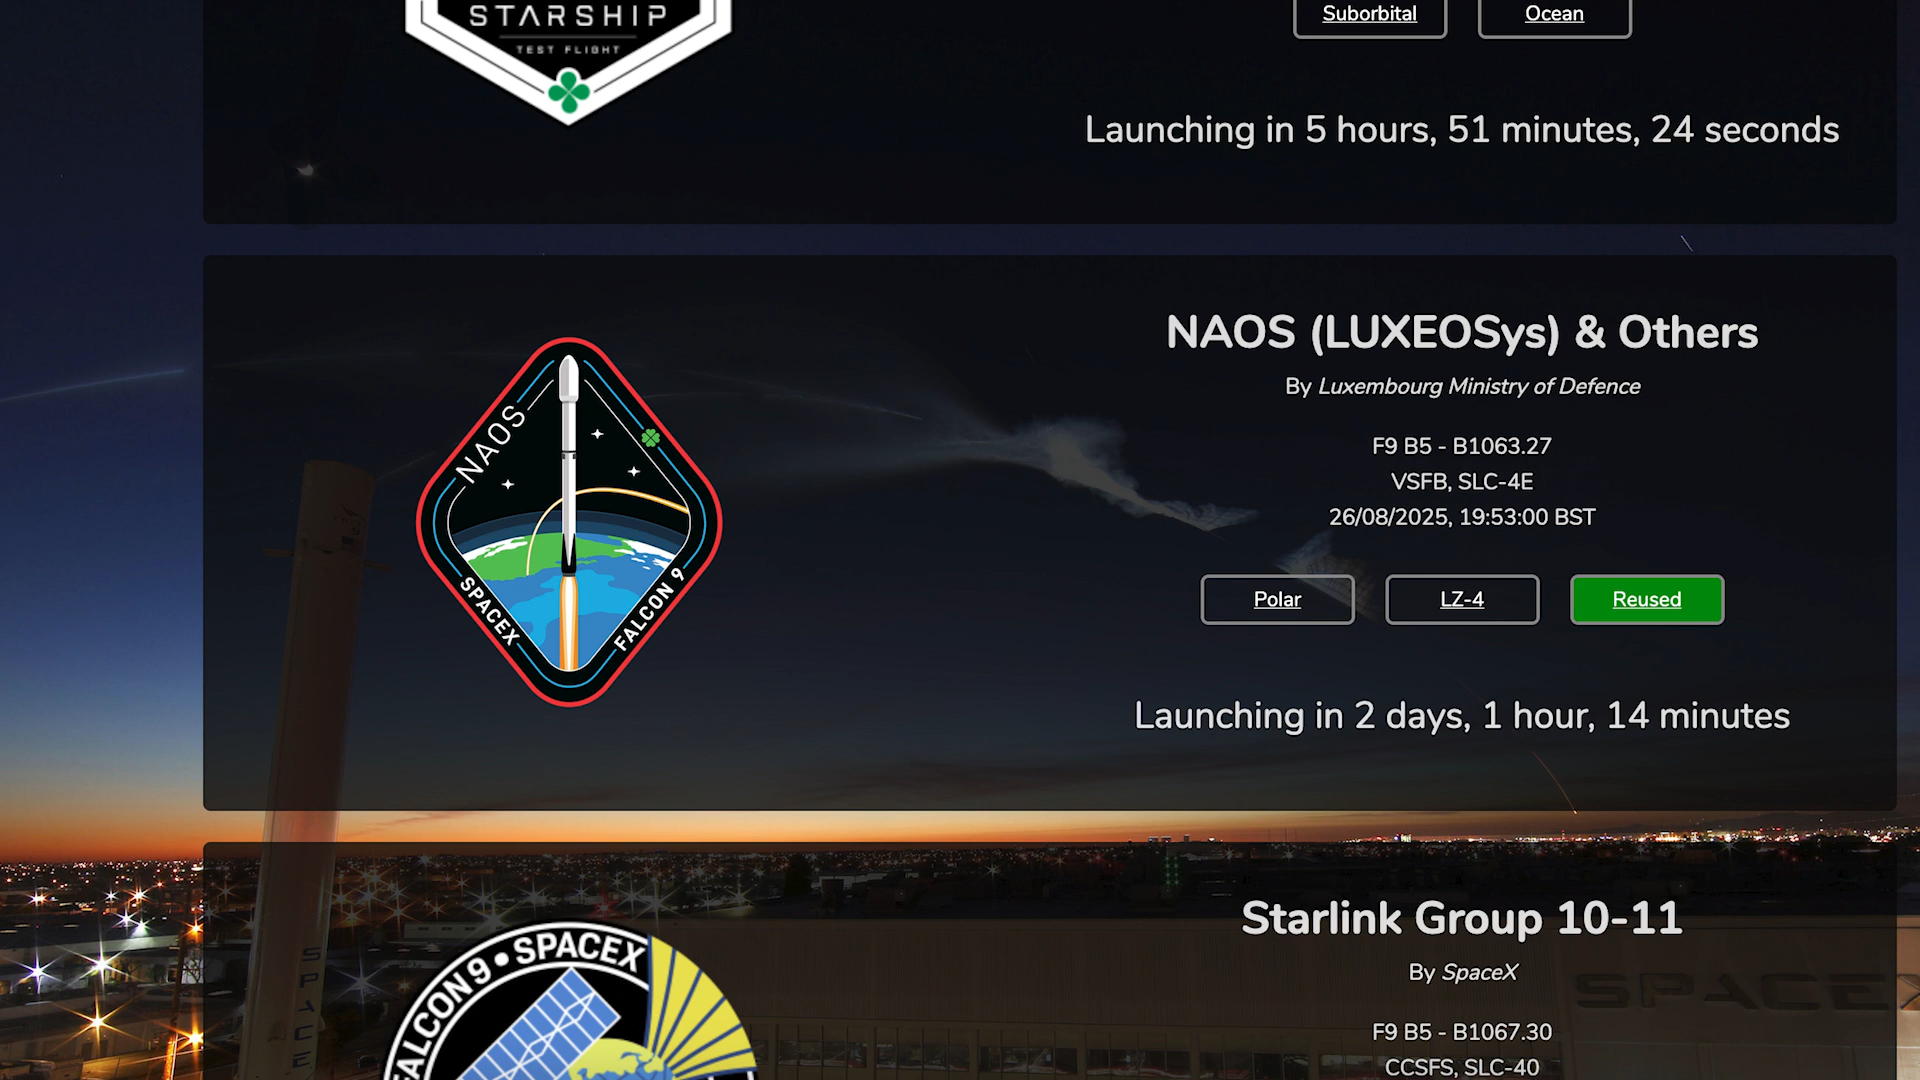 STARSHIP
TEST FLIGHT
Suborbital
Ocean
Launching in 5 hours, 51 minutes, 24 seconds
NAOS
SPACEX
FALCON 9
NAOS (LUXEOSys) & Others
By Luxembourg Ministry of Defence
F9 B5 - B1063.27
VSFB, SLC-4E
26/08/2025, 19:53:00 BST
Polar
LZ-4
Reused
Launching in 2 days, 1 hour, 14 minutes
FALCON 9 • SPACEX
Starlink Group 10-11
By SpaceX
F9 B5 - B1067.30
CCSFS, SLC-40
SPACE
SPACEX